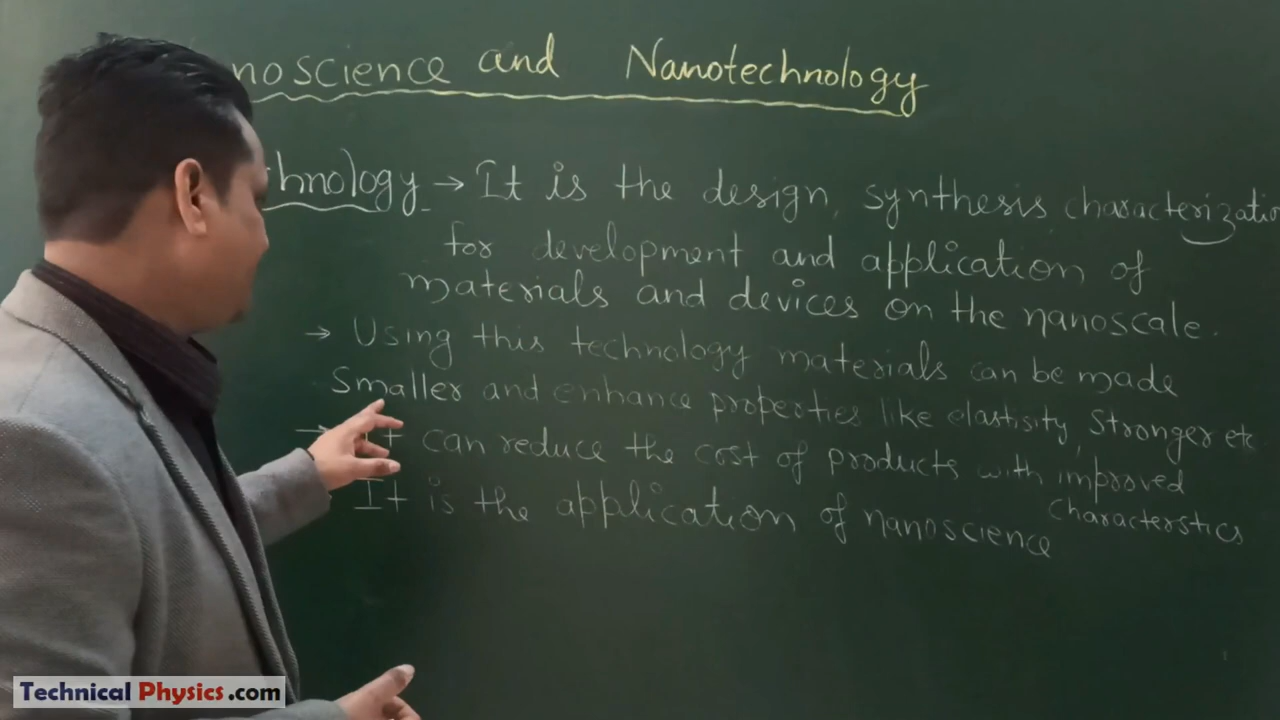 noscience and Nanotechnology
hnology → It is the design, synthesis characterizatio
for development and application of
materials and devices on the nanoscale.
→ Using this technology materials can be made
Smaller and enhance properties like elastisity, Stronger etc
→ It can reduce the cost of products with improved
characterstics
It is the application of nanoscience
Technical Physics.com